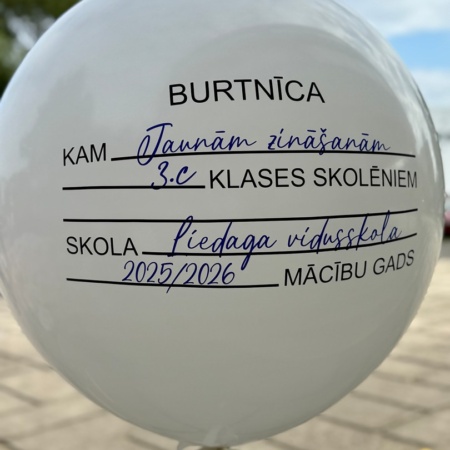 BURTNĪCA
KAM Jaunām zināšanām
3.c KLASES SKOLĒNIEM
SKOLA Piedaga vidusskola
2025/2026 MĀCĪBU GADS